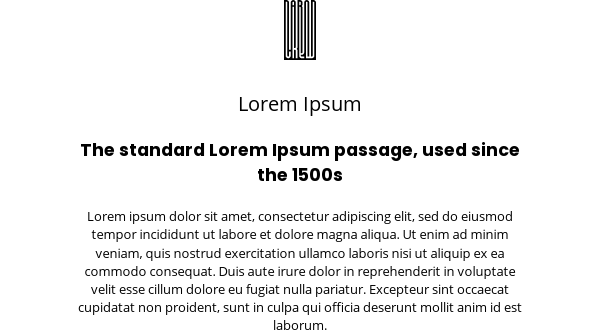 Lorem Ipsum
The standard Lorem Ipsum passage, used since
the 1500s
Lorem ipsum dolor sit amet, consectetur adipiscing elit, sed do eiusmod
tempor incididunt ut labore et dolore magna aliqua. Ut enim ad minim
veniam, quis nostrud exercitation ullamco laboris nisi ut aliquip ex ea
commodo consequat. Duis aute irure dolor in reprehenderit in voluptate
velit esse cillum dolore eu fugiat nulla pariatur. Excepteur sint occaecat
cupidatat non proident, sunt in culpa qui officia deserunt mollit anim id est
laborum.